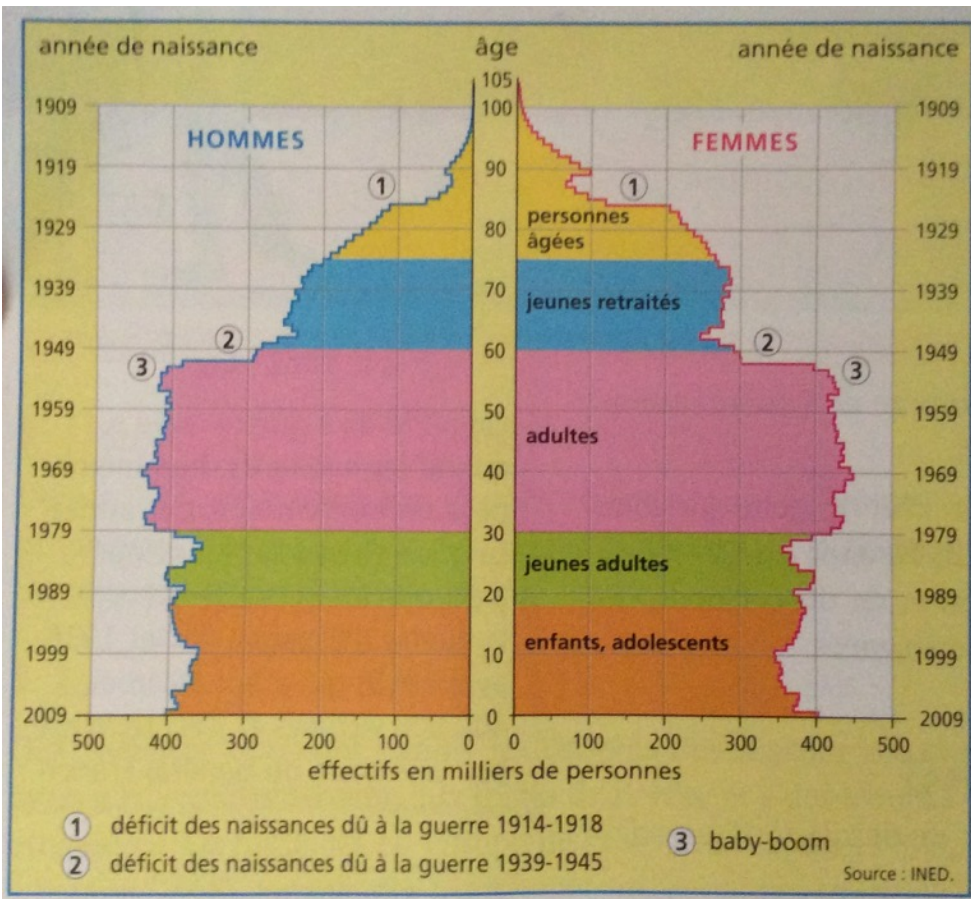 année de naissance âge année de naissance
105
1909 100 1909
HOMMES FEMMES
1919 90 1919
1 1
personnes
âgées
1929 80 1929
1939 70 1939
jeunes retraités
2 2
1949 60 1949
3 3
1959 50 1959
adultes
1969 40 1969
1979 30 1979
jeunes adultes
1989 20 1989
enfants, adolescents
1999 10 1999
2009 0 2009
500 400 300 200 100 0 0 100 200 300 400 500
effectifs en milliers de personnes
1 déficit des naissances dû à la guerre 1914-1918
3 baby-boom
2 déficit des naissances dû à la guerre 1939-1945
Source : INED.